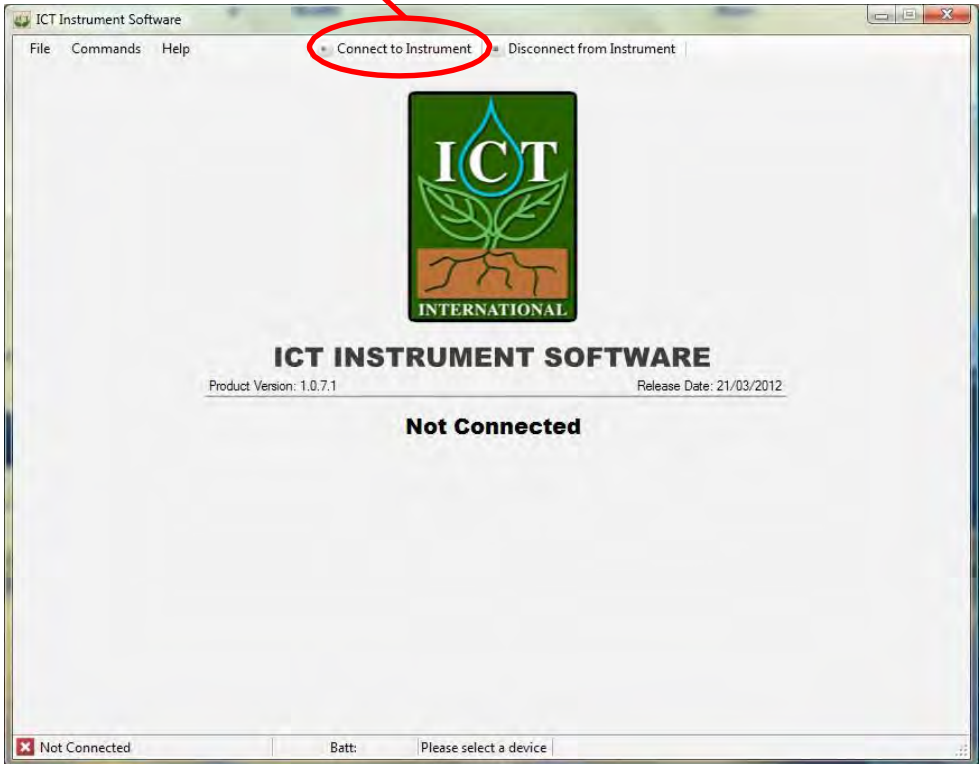 ICT Instrument Software
File Commands Help Connect to Instrument Disconnect from Instrument
ICT
INTERNATIONAL
ICT INSTRUMENT SOFTWARE
Product Version: 1.0.7.1 Release Date: 21/03/2012
Not Connected
Not Connected Batt: Please select a device